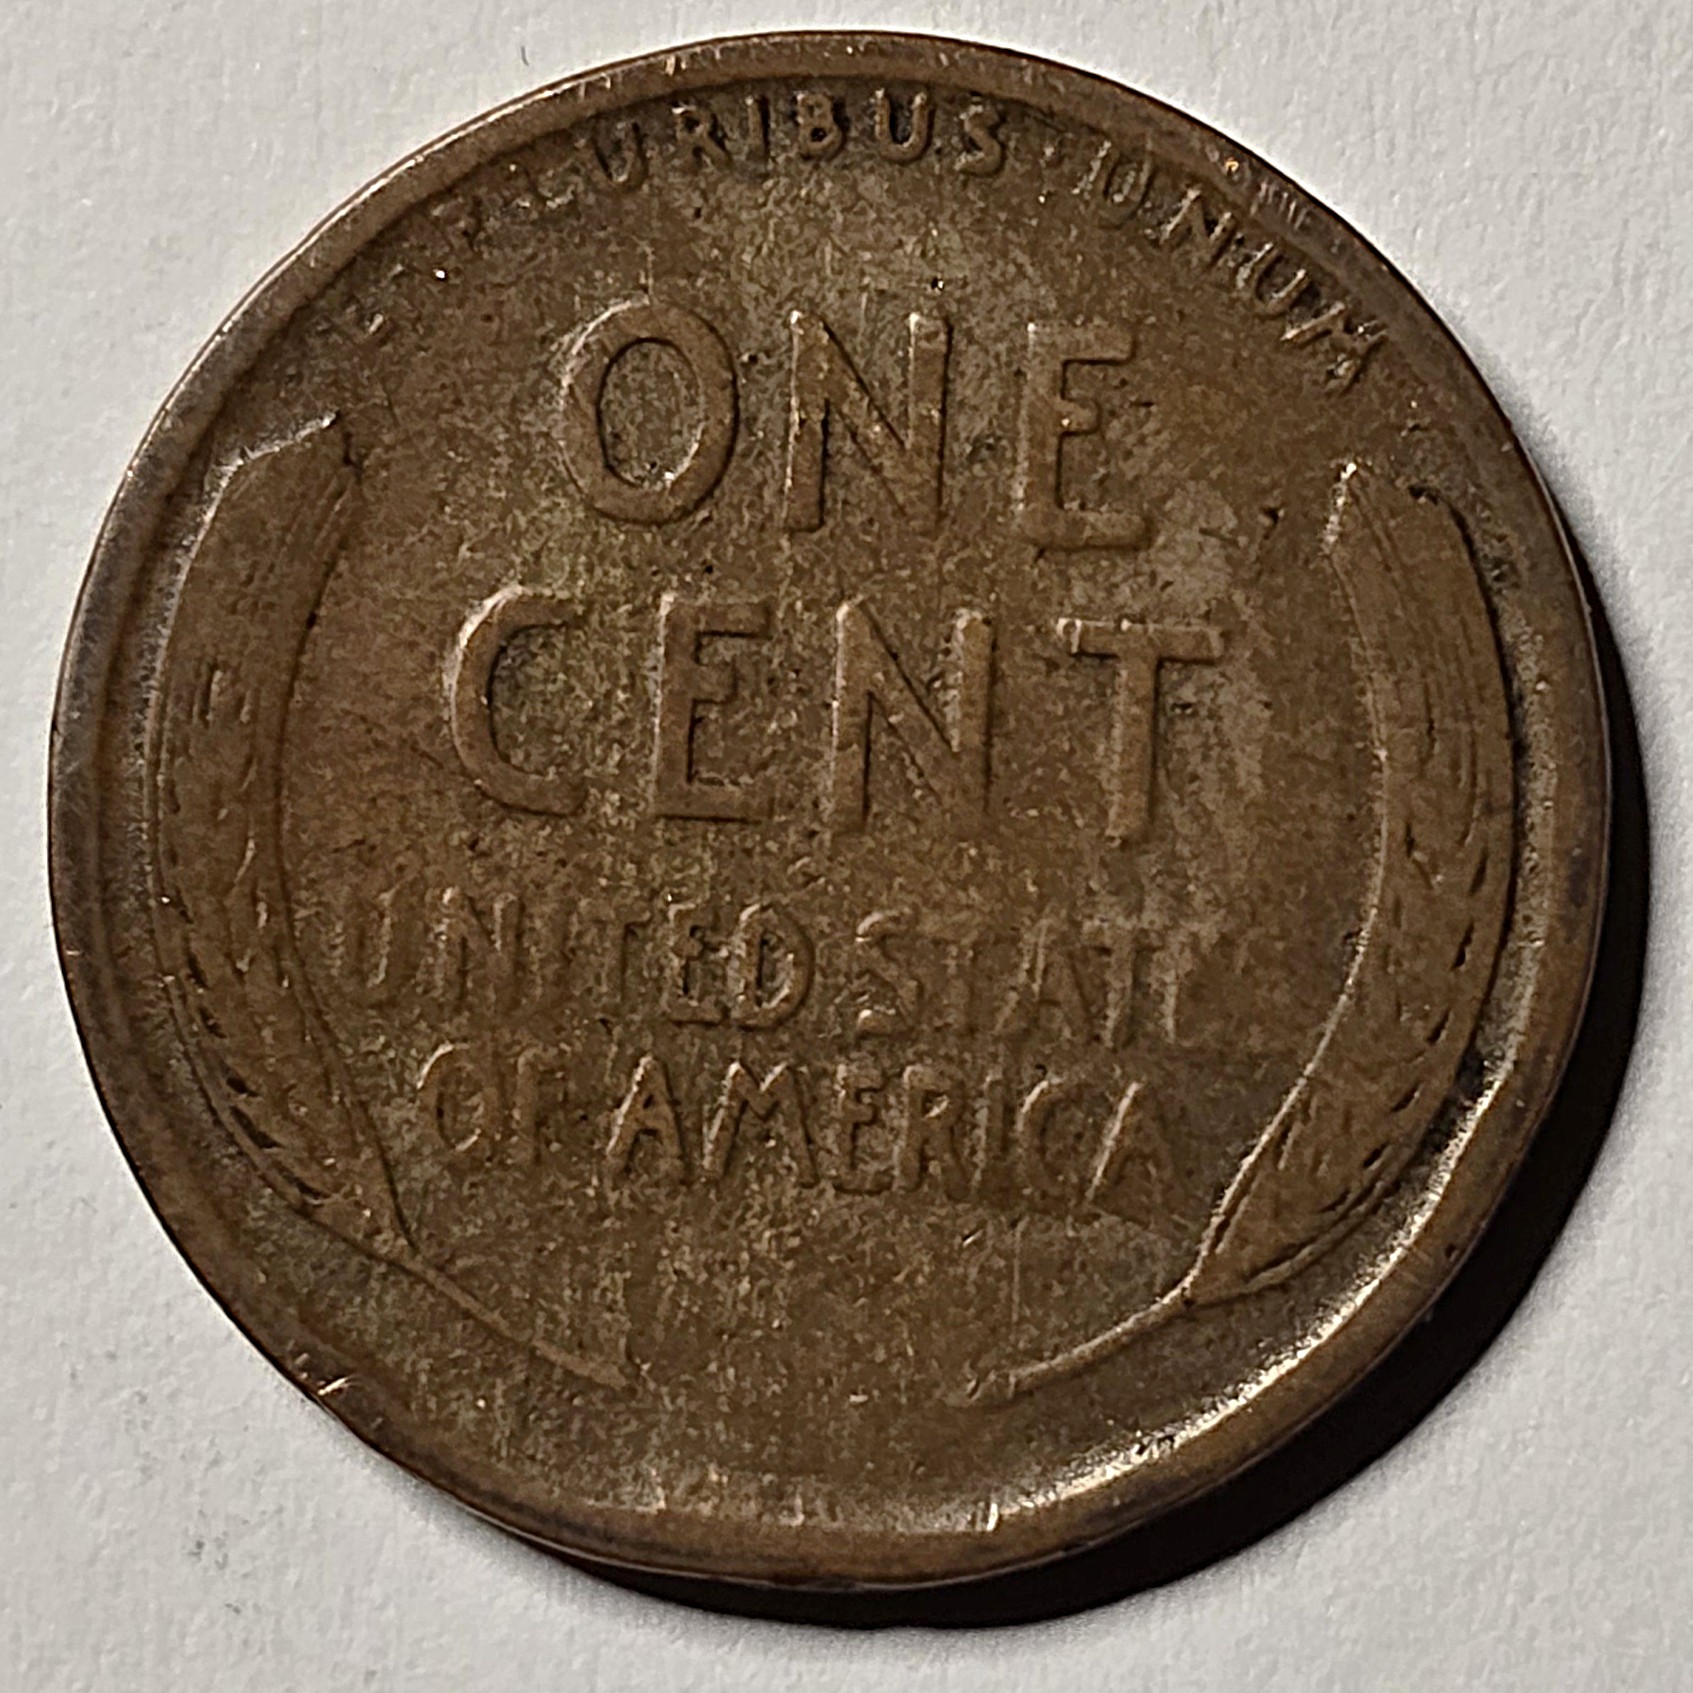 E·PLURIBUS·UNUM
ONE
CENT
UNITED STATES
OF AMERICA